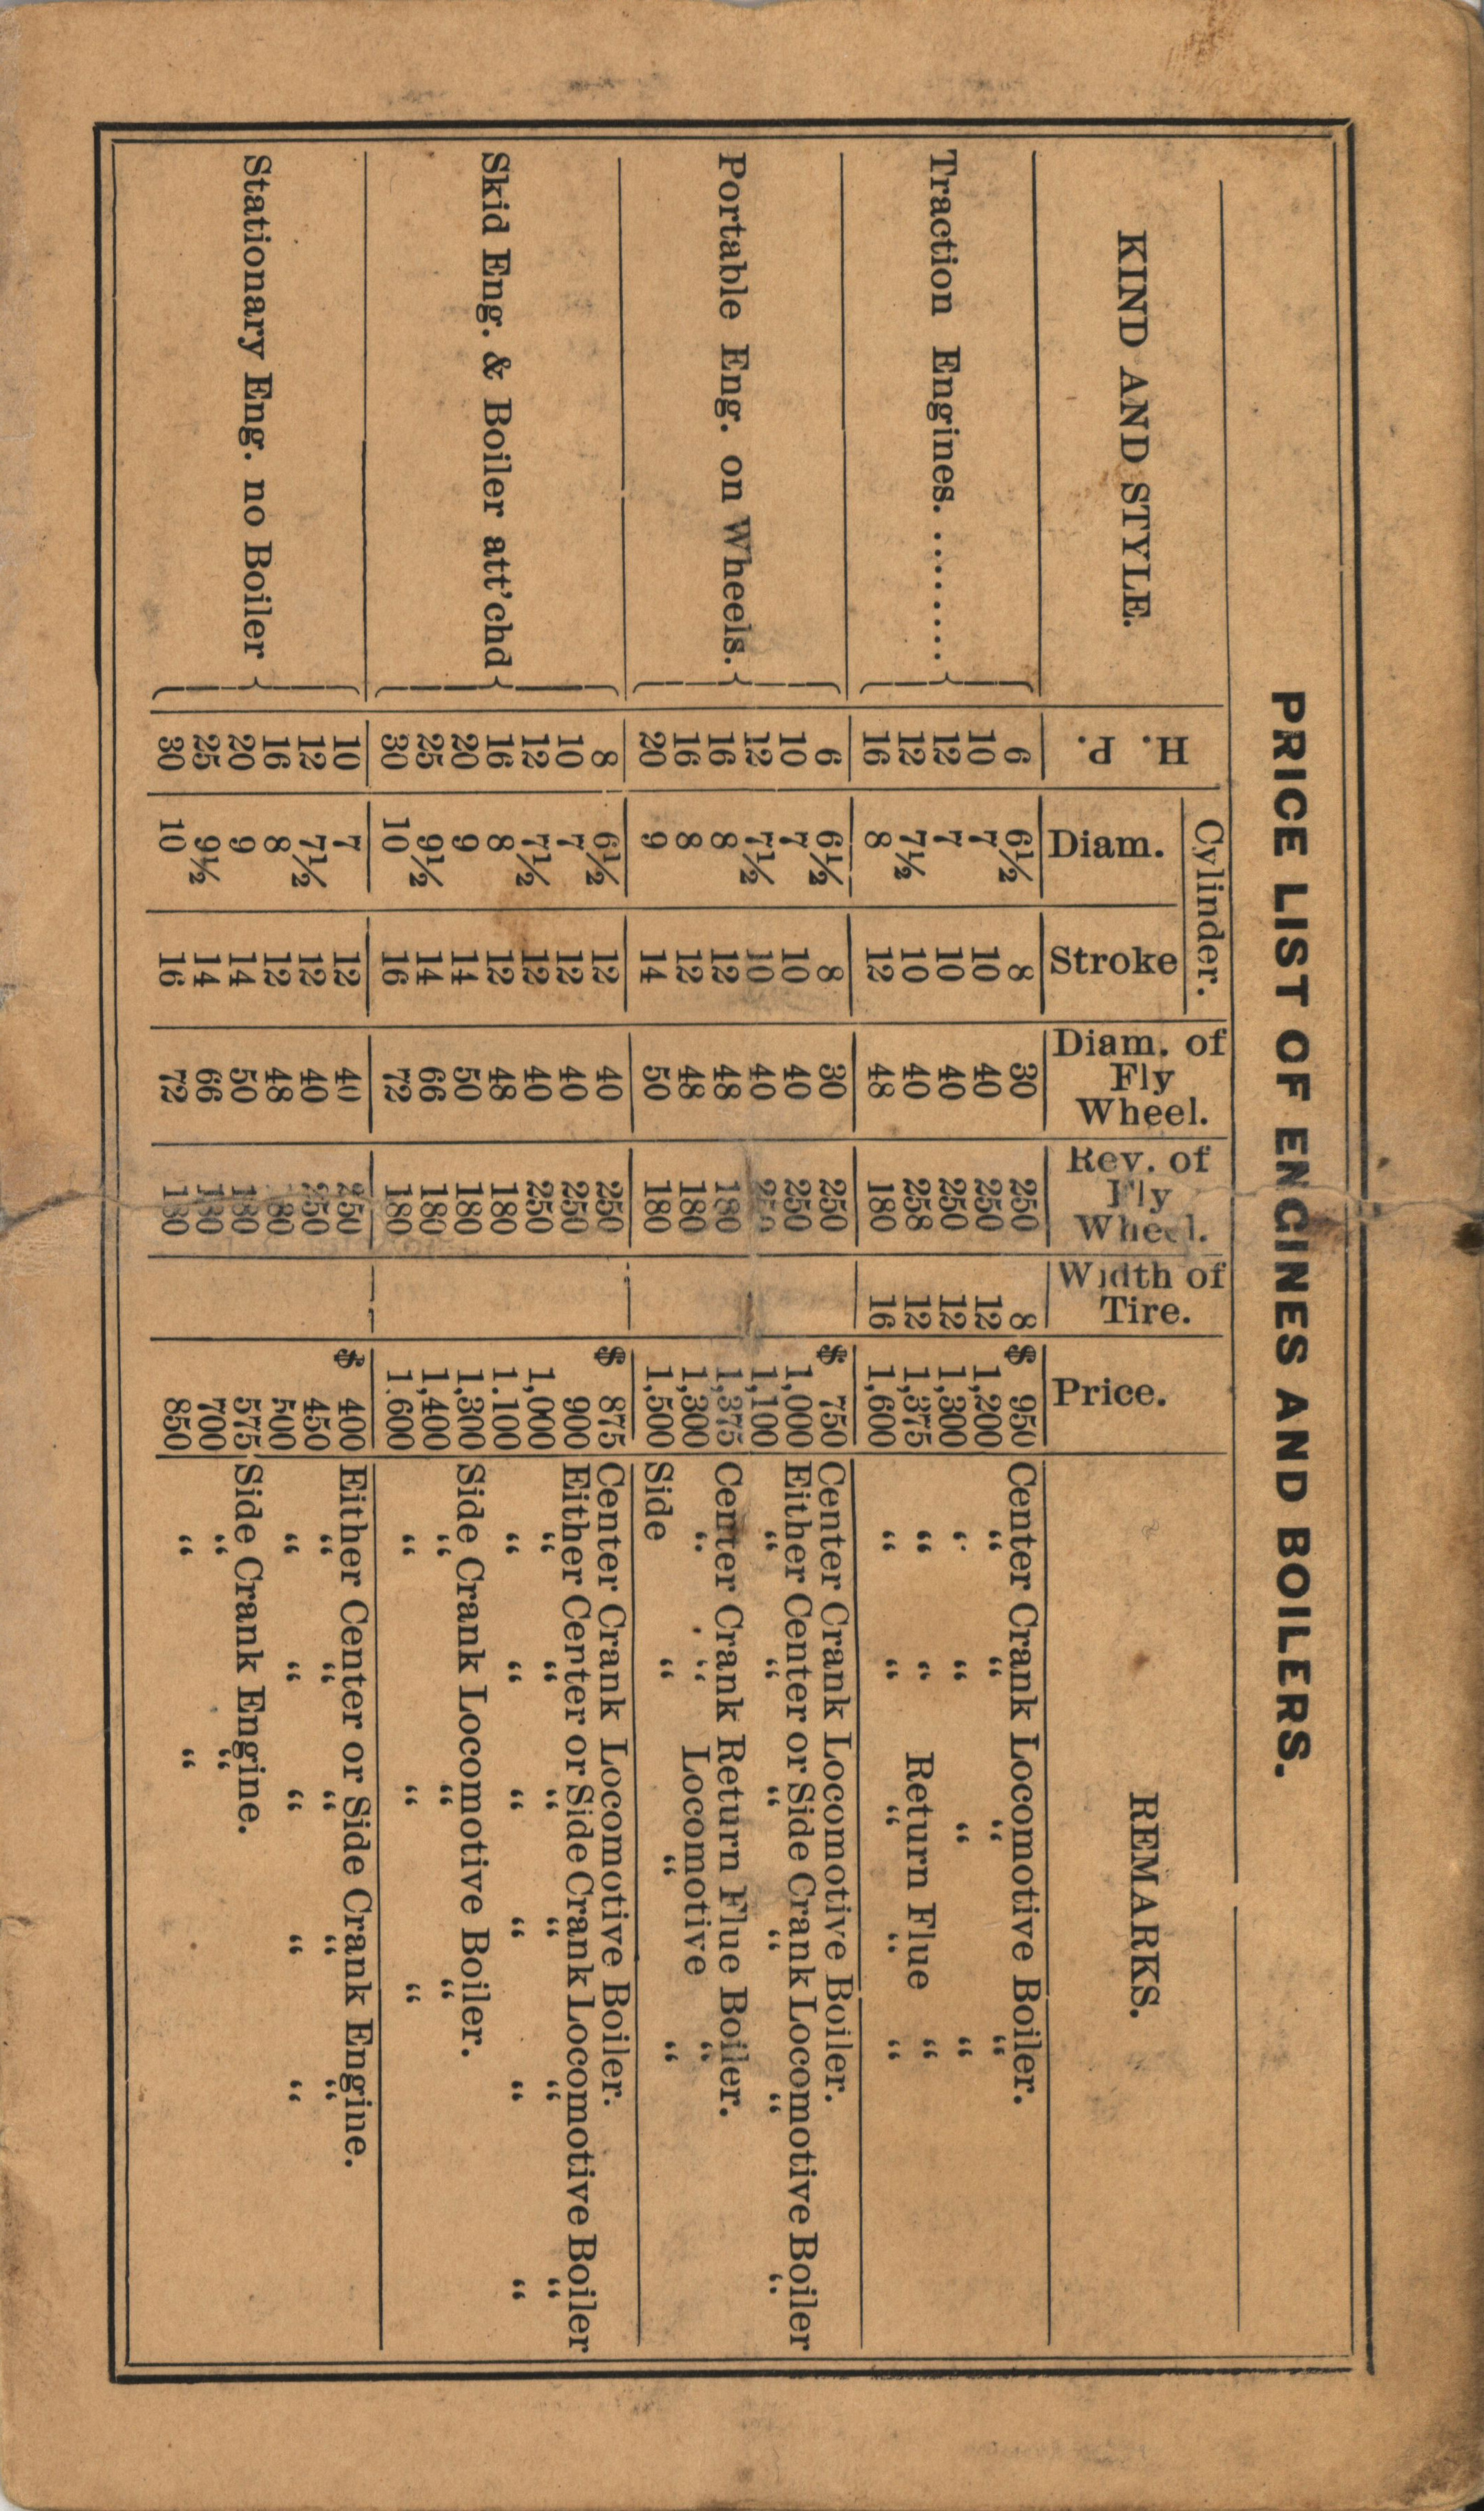 PRICE LIST OF ENGINES AND BOILERS.
KIND AND STYLE. H. P. Cylinder. Diam. Stroke Diam. of Fly Wheel. Rev. of Fly Wheel. Width of Tire. Price. REMARKS.
Traction Engines.........
6 6½ 8 30 250 8 $ 950 Center Crank Locomotive Boiler.
10 7 10 40 250 12 1,200 “ “ “ “
12 7 10 40 250 12 1,300 “ “ “ “
12 7½ 10 40 258 12 1,375 “ “ Return Flue “
16 8 12 48 180 16 1,600 “ “ “ “ “
Portable Eng. on Wheels.
6 6½ 8 30 250 $ 750 Center Crank Locomotive Boiler.
10 7 10 40 250 1,000 Either Center or Side Crank Locomotive Boiler
12 7½ 10 40 1,100 “ “ “ “ “ “
16 8 12 48 180 1,375 Center Crank Return Flue Boiler.
16 8 12 48 180 1,300 “ “ Locomotive “
20 9 14 50 180 1,500 Side “ “ “
Skid Eng. & Boiler att’chd
8 6½ 12 40 250 $ 875 Center Crank Locomotive Boiler.
10 7 12 40 250 900 Either Center or Side Crank Locomotive Boiler
12 7½ 12 40 250 1,000 “ “ “ “ “ “
16 8 12 48 180 1.100 “ “ “ “ “ “
20 9 14 50 180 1,300 Side Crank Locomotive Boiler.
25 9½ 14 66 180 1,400 “ “ “
30 10 16 72 180 1.600 “ “ “
Stationary Eng. no Boiler
10 7 12 40 250 $ 400 Either Center or Side Crank Engine.
12 7½ 12 40 250 450 “ “ “ “ “
16 8 12 48 500 “ “ “ “ “
20 9 14 50 180 575 Side Crank Engine.
25 9½ 14 66 180 700 “ “
30 10 16 72 180 850 “ “